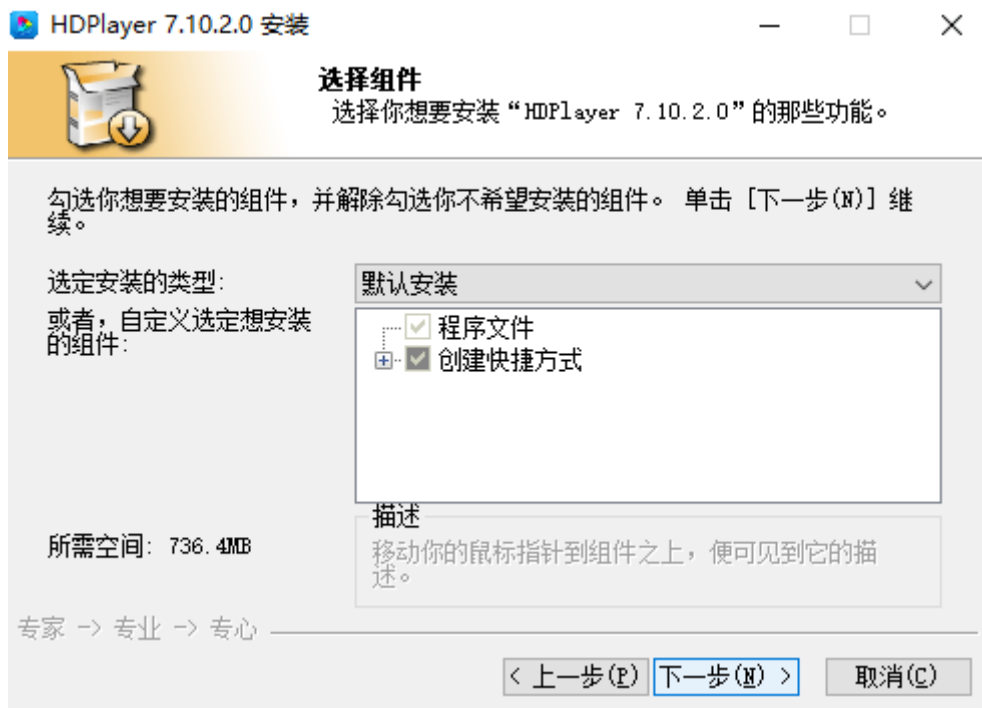 HDPlayer 7.10.2.0 安装
选择组件
选择你想要安装“HDPlayer 7.10.2.0”的那些功能。
勾选你想要安装的组件，并解除勾选你不希望安装的组件。 单击 [下一步(N)] 继
续。
选定安装的类型:
默认安装
或者，自定义选定想安装
的组件:
程序文件
创建快捷方式
描述
移动你的鼠标指针到组件之上，便可见到它的描
述。
所需空间: 736.4MB
专家 -> 专业 -> 专心
< 上一步(P)
下一步(N) >
取消(C)